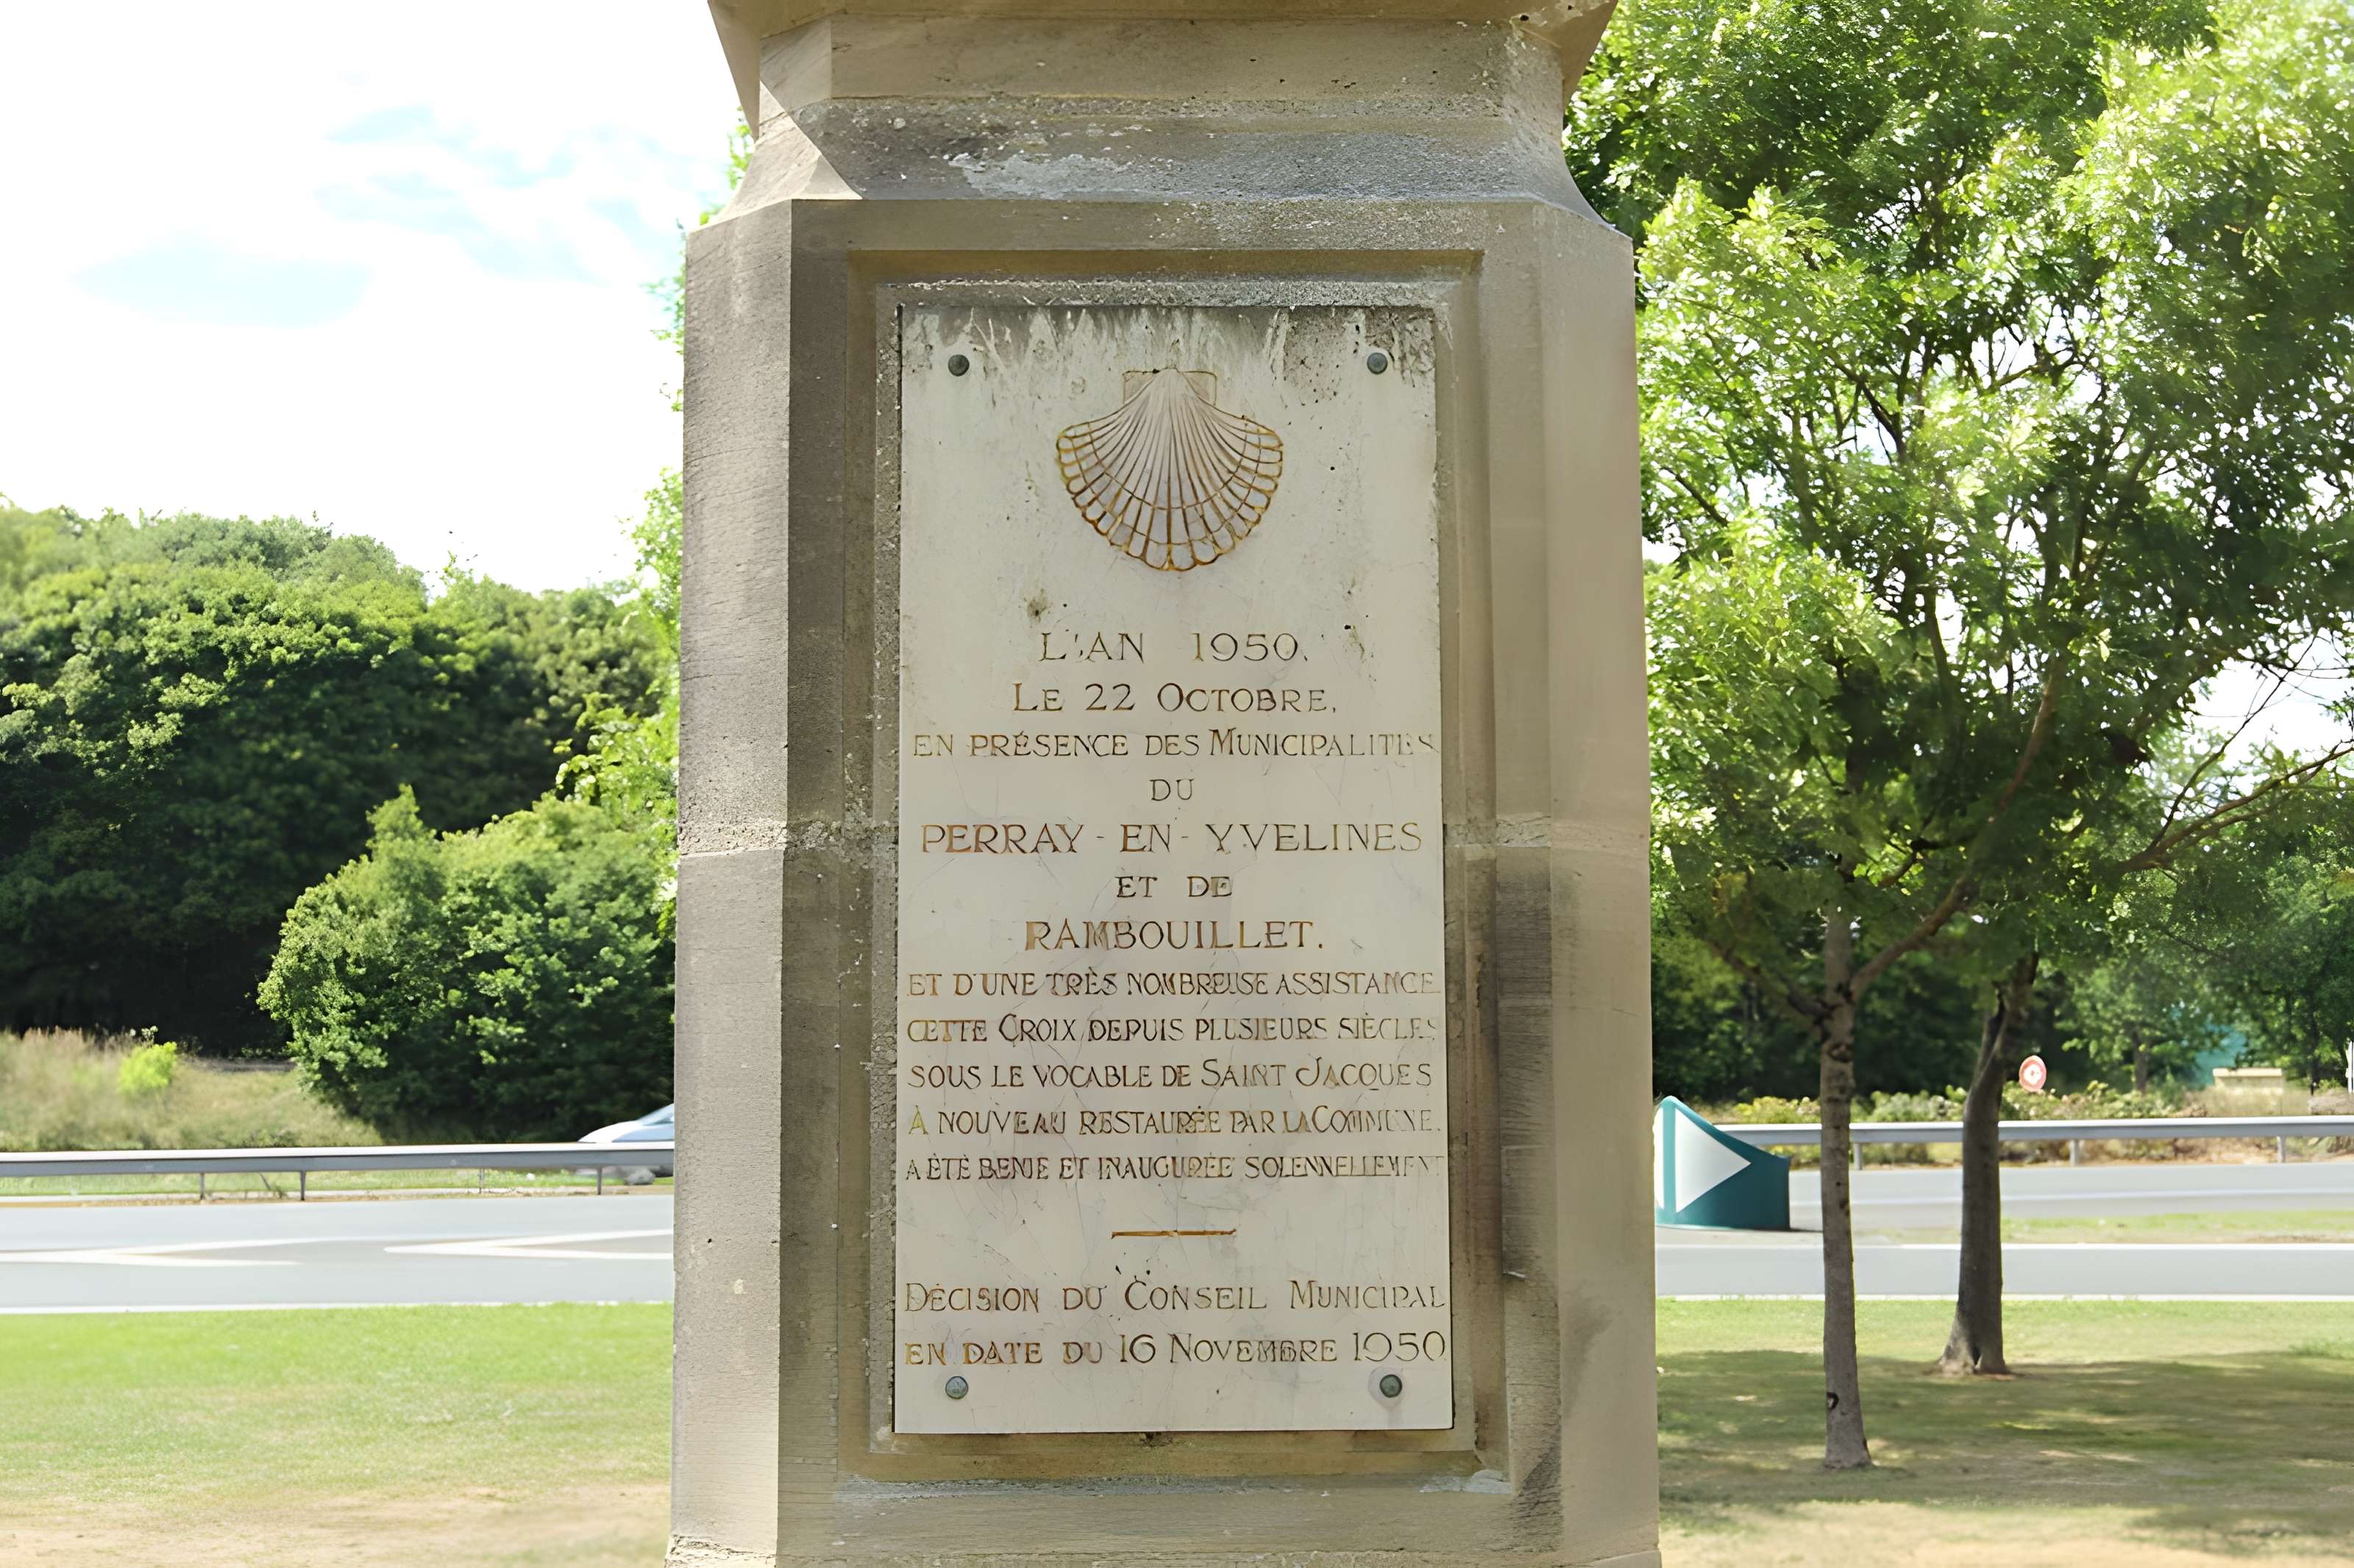 L'AN 1950.
LE 22 OCTOBRE,
EN PRÉSENCE DES MUNICIPALITÉS
DU
PERRAY-EN-YVELINES
ET DE
RAMBOUILLET.
ET D'UNE TRÈS NOMBREUSE ASSISTANCE
CETTE CROIX DEPUIS PLUSIEURS SIÈCLES
SOUS LE VOCABLE DE SAINT JACQUES
À NOUVEAU RESTAURÉE PAR LA COMMUNE.
A ÉTÉ BENIE ET INAUGURÉE SOLENNELLEMENT
DÉCISION DU CONSEIL MUNICIPAL
EN DATE DU 16 NOVEMBRE 1950